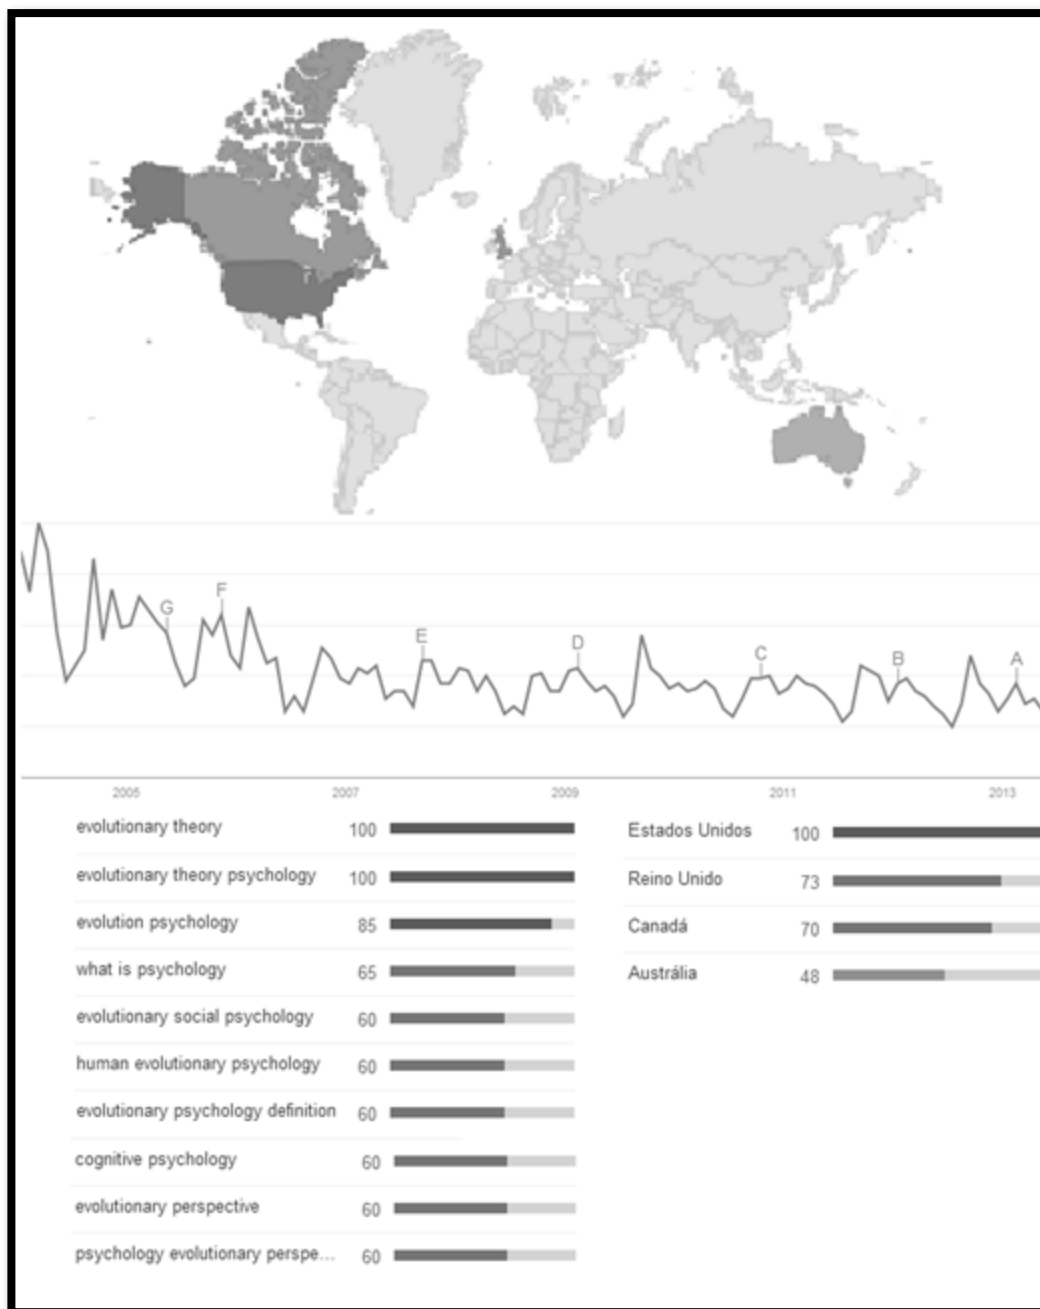 G
F
E
D
C
B
A
2005 2007 2009 2011 2013
evolutionary theory 100
evolutionary theory psychology 100
evolution psychology 85
what is psychology 65
evolutionary social psychology 60
human evolutionary psychology 60
evolutionary psychology definition 60
cognitive psychology 60
evolutionary perspective 60
psychology evolutionary perspe... 60
Estados Unidos 100
Reino Unido 73
Canadá 70
Austrália 48